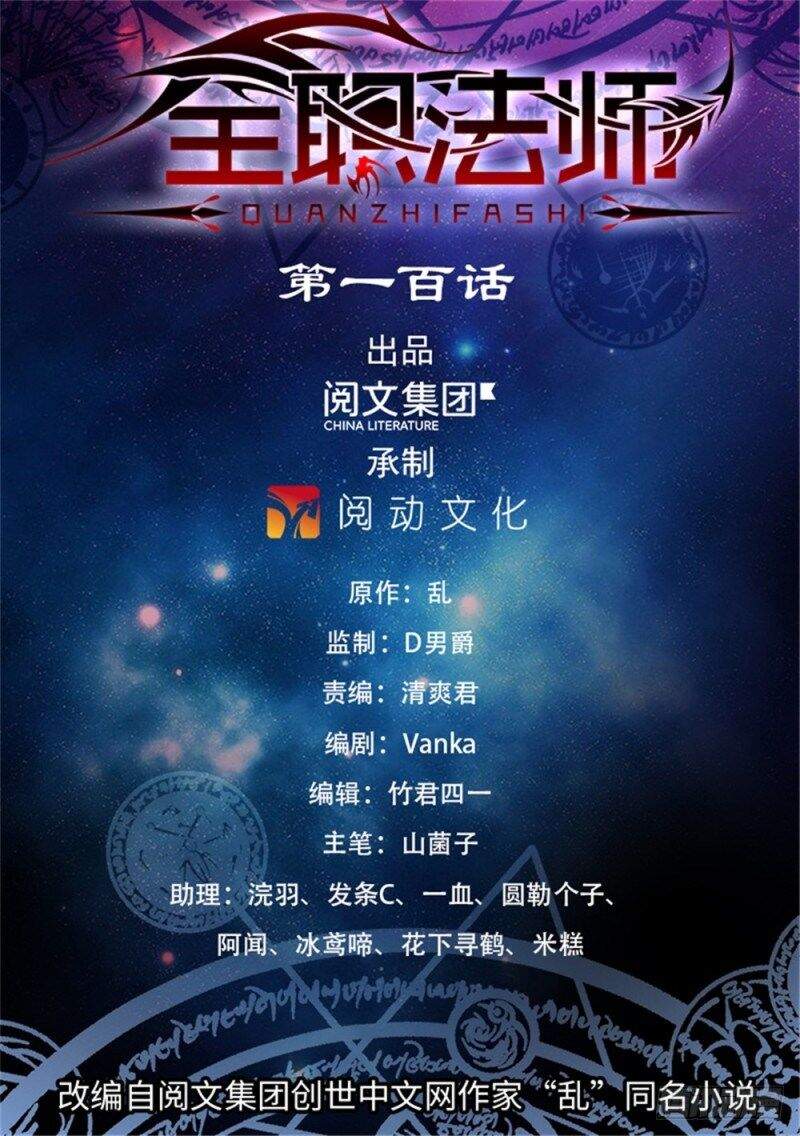 全职法师
QUANZHIFASHI
第一百话
出品
阅文集团
CHINA LITERATURE
承制
阅动文化
原作：乱
监制：D男爵
责编：清爽君
编剧：Vanka
编辑：竹君四一
主笔：山菌子
助理：浣羽、发条C、一血、圆勒个子、
阿闻、冰鸢啼、花下寻鹤、米糕
改编自阅文集团创世中文网作家“乱”同名小说